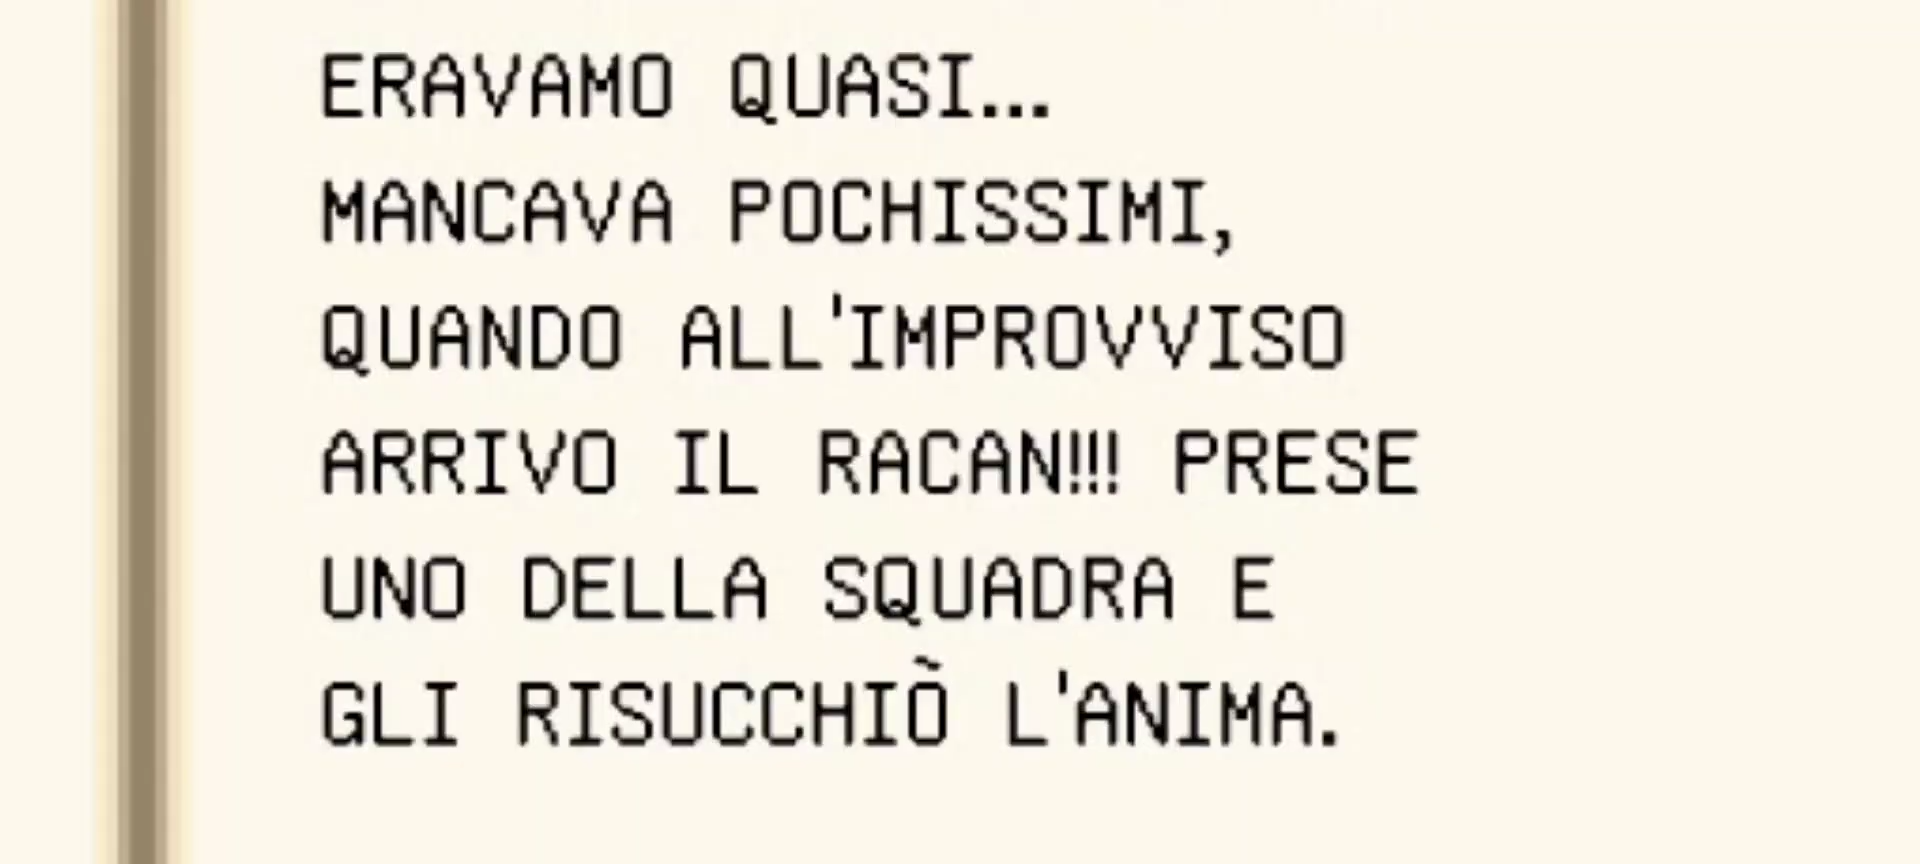 ERAVAMO QUASI...
MANCAVA POCHISSIMI,
QUANDO ALL'IMPROVVISO
ARRIVO IL RACAN!!! PRESE
UNO DELLA SQUADRA E
GLI RISUCCHIÒ L'ANIMA.